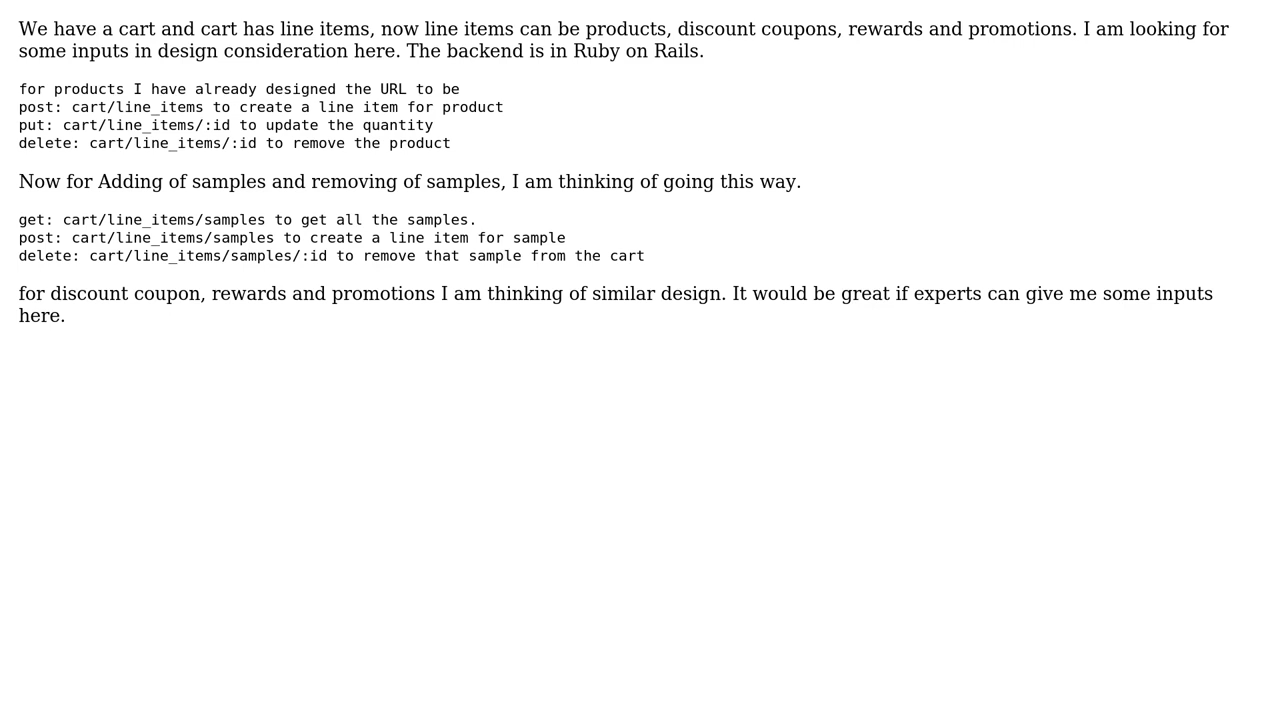 We have a cart and cart has line items, now line items can be products, discount coupons, rewards and promotions. I am looking for
some inputs in design consideration here. The backend is in Ruby on Rails.
for products I have already designed the URL to be
post: cart/line_items to create a line item for product
put: cart/line_items/:id to update the quantity
delete: cart/line_items/:id to remove the product
Now for Adding of samples and removing of samples, I am thinking of going this way.
get: cart/line_items/samples to get all the samples.
post: cart/line_items/samples to create a line item for sample
delete: cart/line_items/samples/:id to remove that sample from the cart
for discount coupon, rewards and promotions I am thinking of similar design. It would be great if experts can give me some inputs
here.